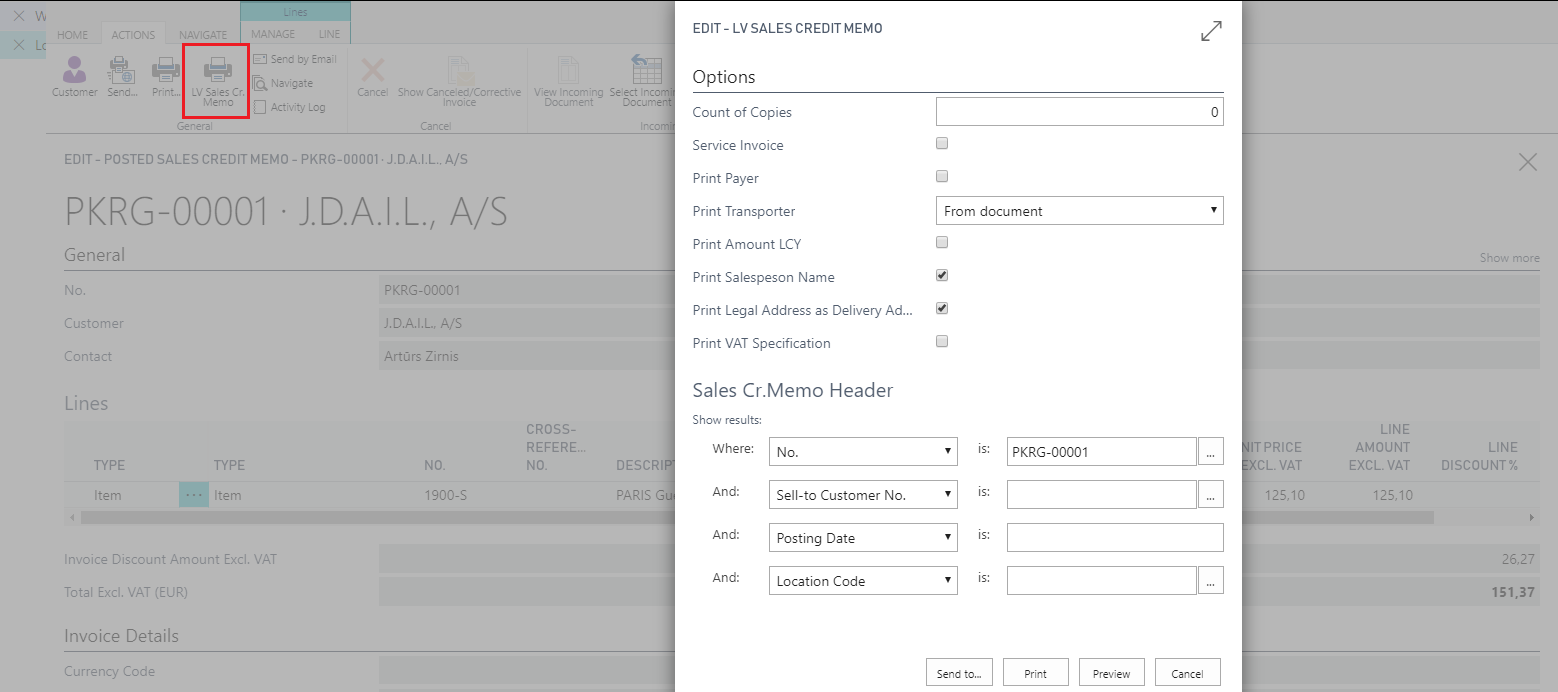 W
Lo
Lines
HOME
ACTIONS
NAVIGATE
MANAGE
LINE
Customer
Send...
Print...
LV Sales Cr.
Memo
Send by Email
Navigate
Activity Log
General
Cancel
Show Canceled/Corrective
Invoice
Cancel
View Incoming
Document
Select Incomin
Document
Incomin
EDIT - POSTED SALES CREDIT MEMO - PKRG-00001 · J.D.A.I.L., A/S
PKRG-00001 · J.D.A.I.L., A/S
General
Show more
No.
PKRG-00001
Customer
J.D.A.I.L., A/S
Contact
Artūrs Zirnis
Lines
TYPE
TYPE
NO.
CROSS-
REFERE...
NO.
DESCRIPT
NIT PRICE
EXCL. VAT
LINE
AMOUNT
EXCL. VAT
LINE
DISCOUNT %
Item
...
Item
1900-S
PARIS Gue
125,10
125,10
Invoice Discount Amount Excl. VAT
26,27
Total Excl. VAT (EUR)
151,37
Invoice Details
Currency Code
EDIT - LV SALES CREDIT MEMO
Options
Count of Copies
0
Service Invoice
Print Payer
Print Transporter
From document
Print Amount LCY
Print Salespeson Name
Print Legal Address as Delivery Ad...
Print VAT Specification
Sales Cr.Memo Header
Show results:
Where:
No.
is:
PKRG-00001
...
And:
Sell-to Customer No.
is:
...
And:
Posting Date
is:
And:
Location Code
is:
...
Send to...
Print
Preview
Cancel